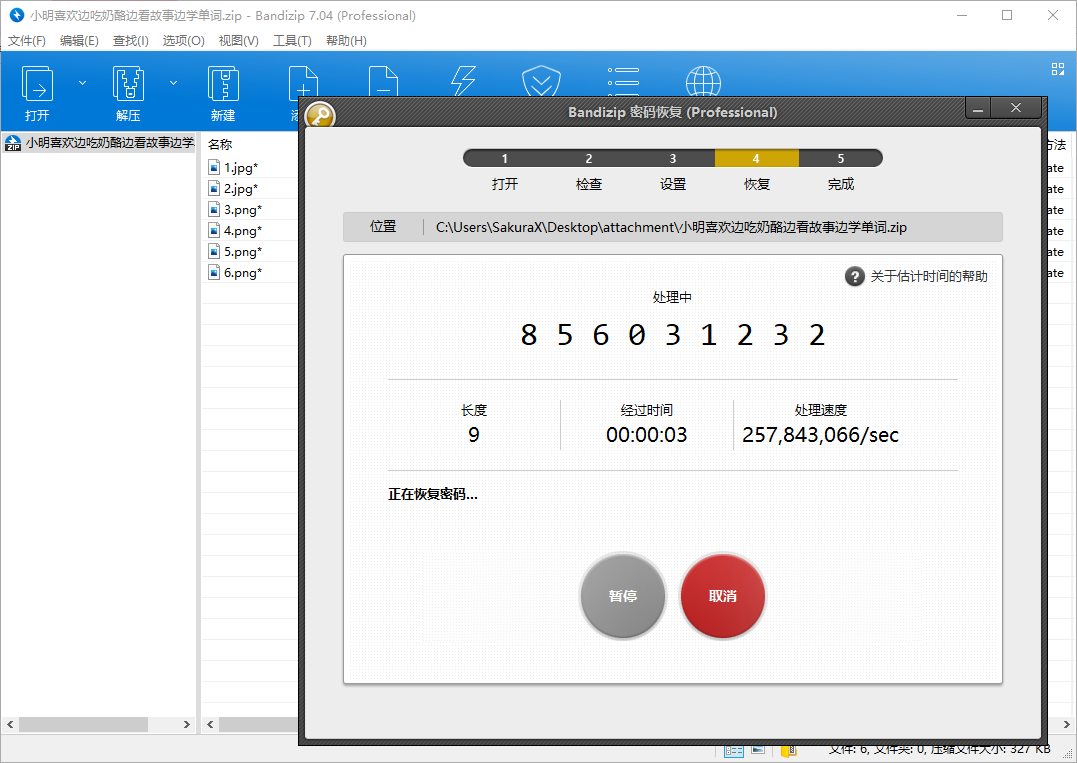 小明喜欢边吃奶酪边看故事边学单词.zip - Bandizip 7.04 (Professional)
文件(F) 编辑(E) 查找(I) 选项(O) 视图(V) 工具(T) 帮助(H)
打开 解压 新建
小明喜欢边吃奶酪边看故事边学
名称
1.jpg*
2.jpg*
3.png*
4.png*
5.png*
6.png*
方法
ate
ate
ate
ate
ate
ate
Bandizip 密码恢复 (Professional)
1 2 3 4 5
打开 检查 设置 恢复 完成
位置 C:\Users\SakuraX\Desktop\attachment\小明喜欢边吃奶酪边看故事边学单词.zip
? 关于估计时间的帮助
处理中
8 5 6 0 3 1 2 3 2
长度 经过时间 处理速度
9 00:00:03 257,843,066/sec
正在恢复密码...
暂停 取消
文件: 6, 文件夹: 0, 压缩文件大小: 327 KB